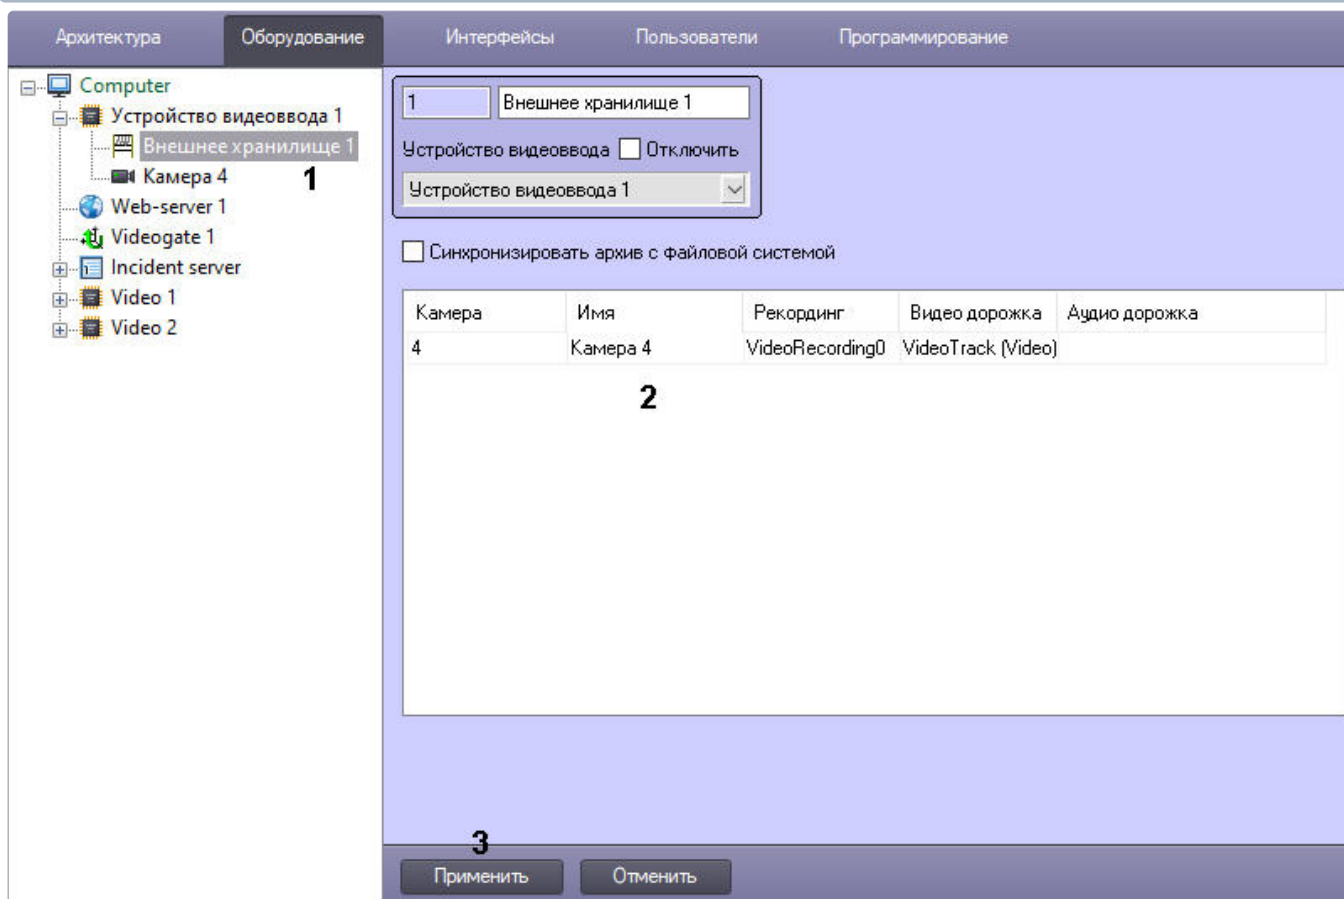 Архитектура Оборудование Интерфейсы Пользователи Программирование
Computer
Устройство видеоввода 1
Внешнее хранилище 1
Камера 4
1
Web-server 1
Videogate 1
Incident server
Video 1
Video 2
1 Внешнее хранилище 1
Устройство видеоввода Отключить
Устройство видеоввода 1
Синхронизировать архив с файловой системой
Камера Имя Рекординг Видео дорожка Аудио дорожка
4 Камера 4 VideoRecording0 VideoTrack (Video)
2
3
Применить Отменить